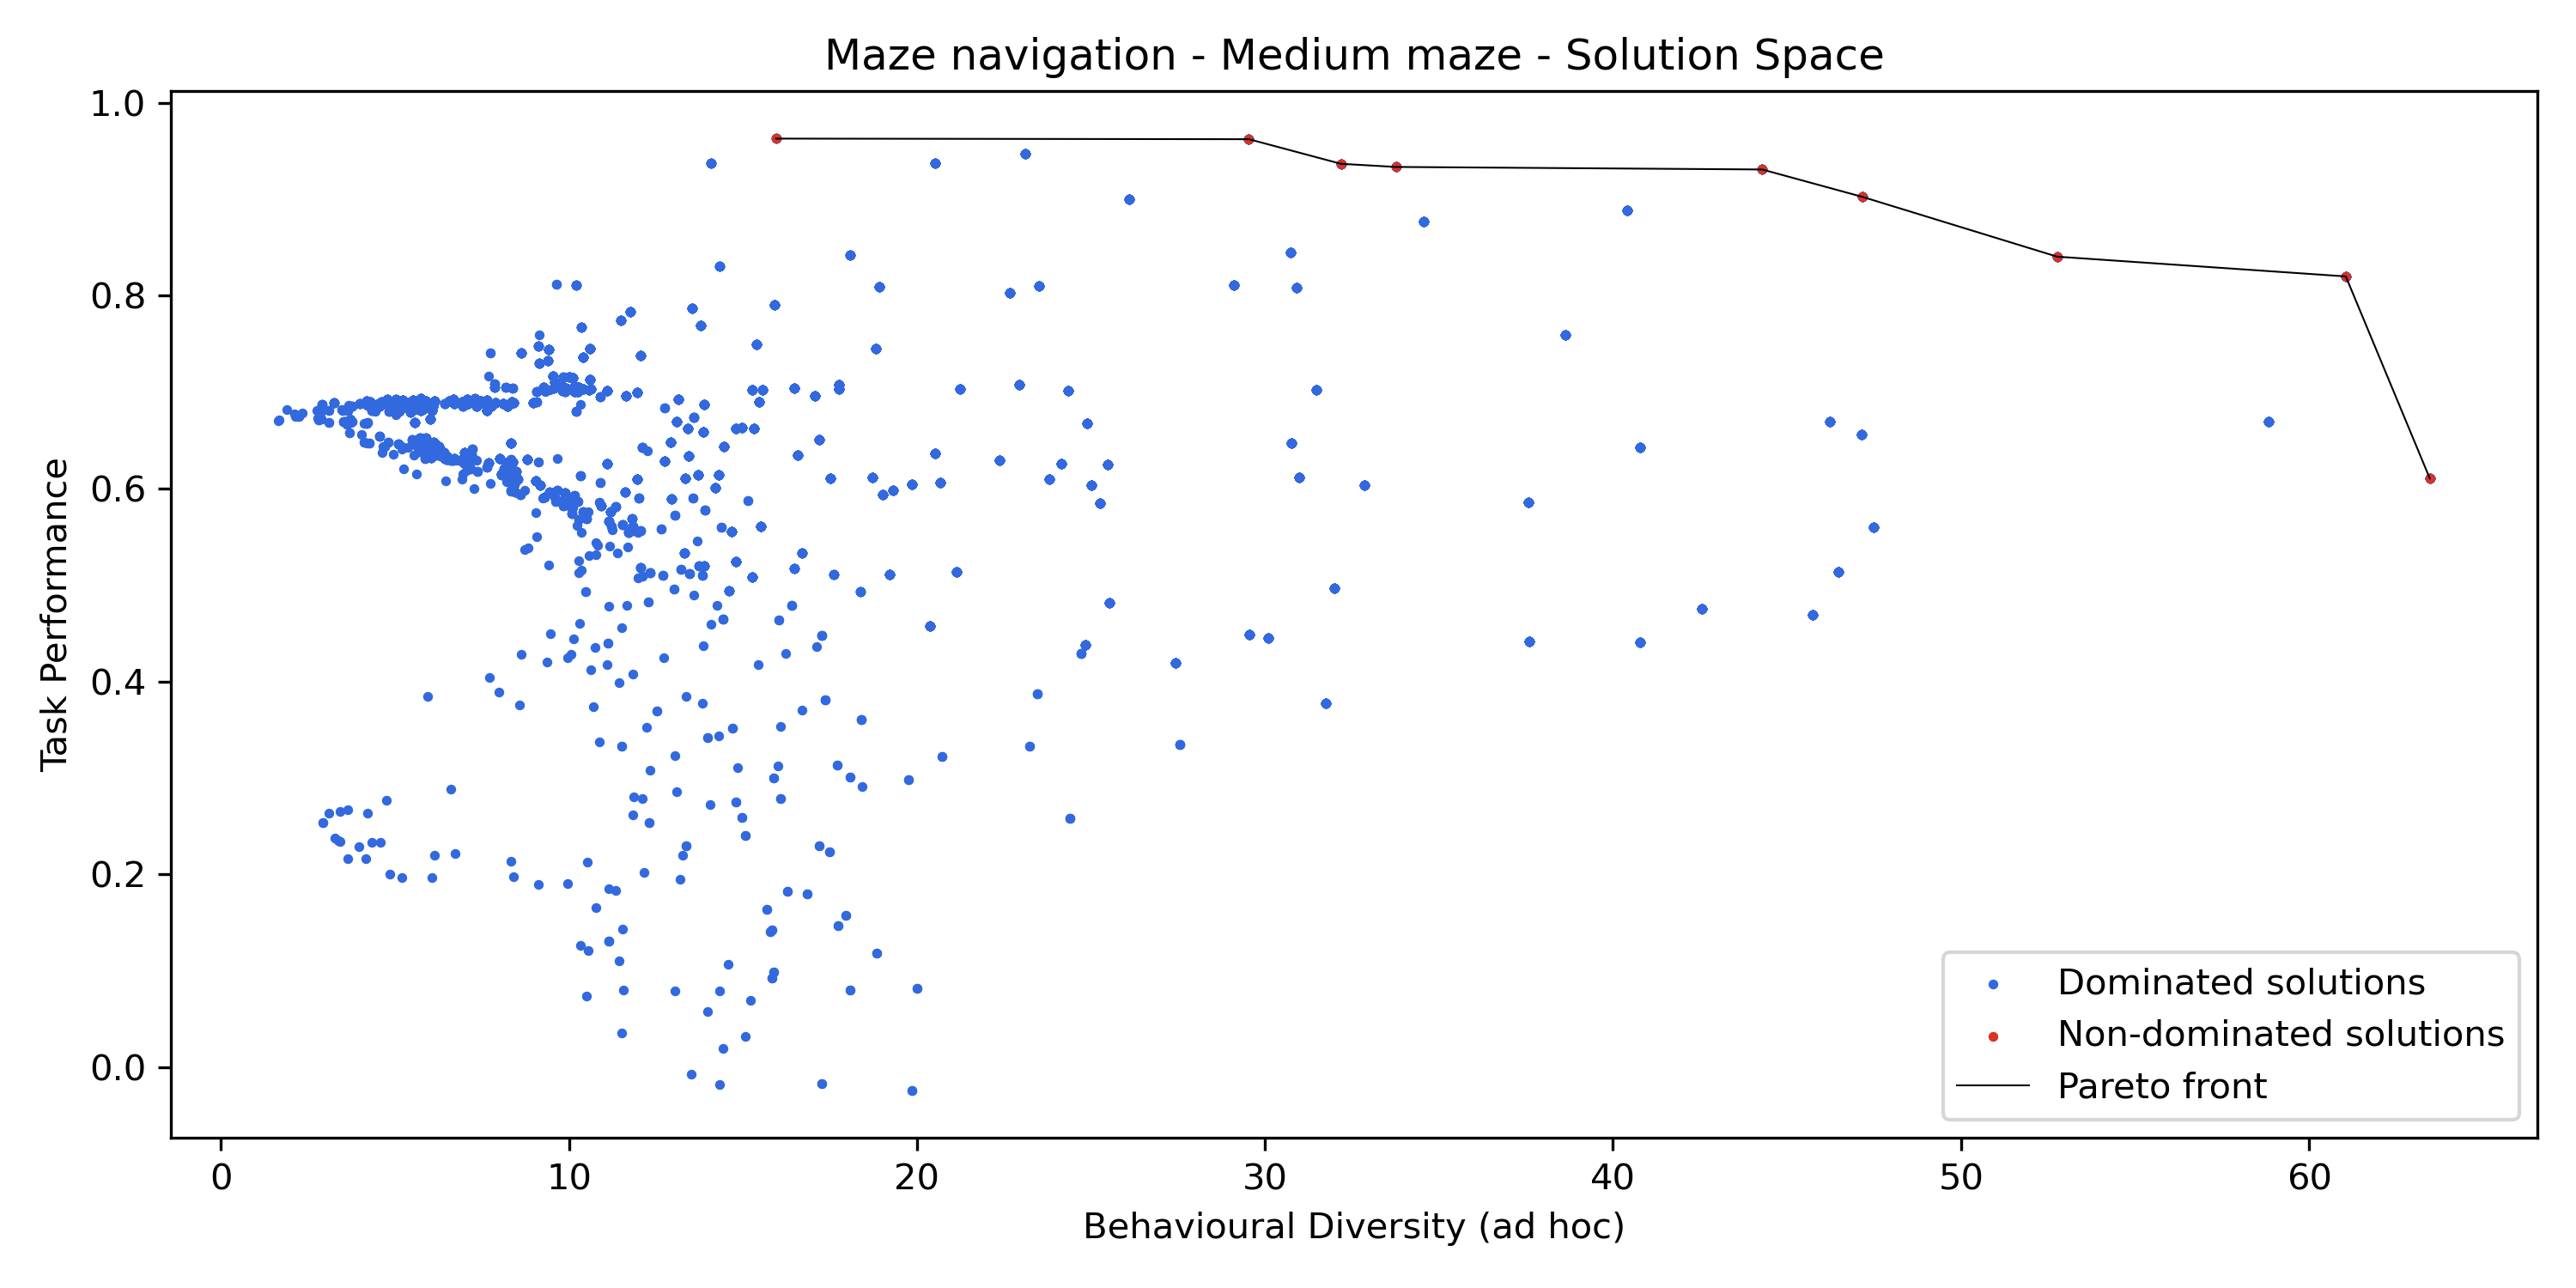 Maze navigation - Medium maze - Solution Space
1.0
0.8
0.6
0.4
0.2
0.0
Task Performance
0 10 20 30 40 50 60
Behavioural Diversity (ad hoc)
Dominated solutions
Non-dominated solutions
Pareto front